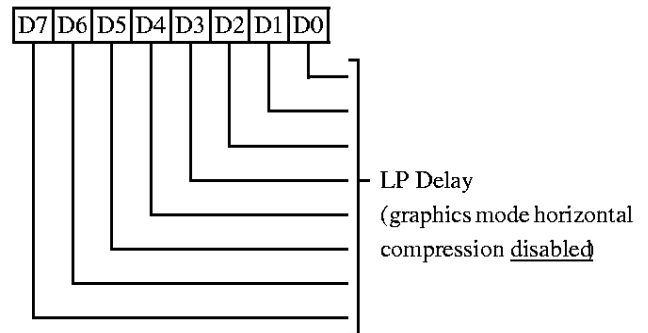 D7 D6 D5 D4 D3 D2 D1 D0
LP Delay
(graphics mode horizontal
compression disabled)